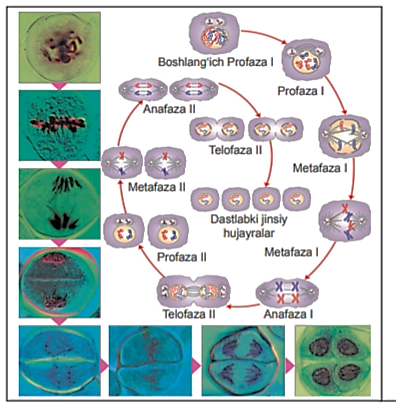 Boshlang‘ich Profaza I
Profaza I
Metafaza I
Metafaza I
Anafaza I
Telofaza II
Profaza II
Metafaza II
Anafaza II
Telofaza II
Dastlabki jinsiy
hujayralar